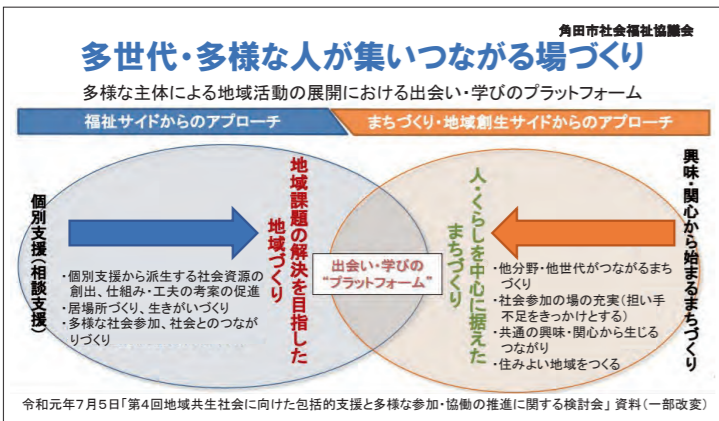 角田市社会福祉協議会
多世代・多様な人が集いつながる場づくり
多様な主体による地域活動の展開における出会い・学びのプラットフォーム
福祉サイドからのアプローチ
まちづくり・地域創生サイドからのアプローチ
個別支援(相談支援)
・個別支援から派生する社会資源の
創出、仕組み・工夫の考案の促進
・居場所づくり、生きがいづくり
・多様な社会参加、社会とのつなが
りづくり
地域課題の解決を目指した
地域づくり
出会い・学びの
“プラットフォーム”
人・くらしを中心に据えた
まちづくり
・他分野・他世代がつながるまち
づくり
・社会参加の場の充実(担い手
不足をきっかけとする)
・共通の興味・関心から生じる
つながり
・住みよい地域をつくる
興味・関心から始まるまちづくり
令和元年7月5日「第4回地域共生社会に向けた包括的支援と多様な参加・協働の推進に関する検討会」 資料(一部改変)